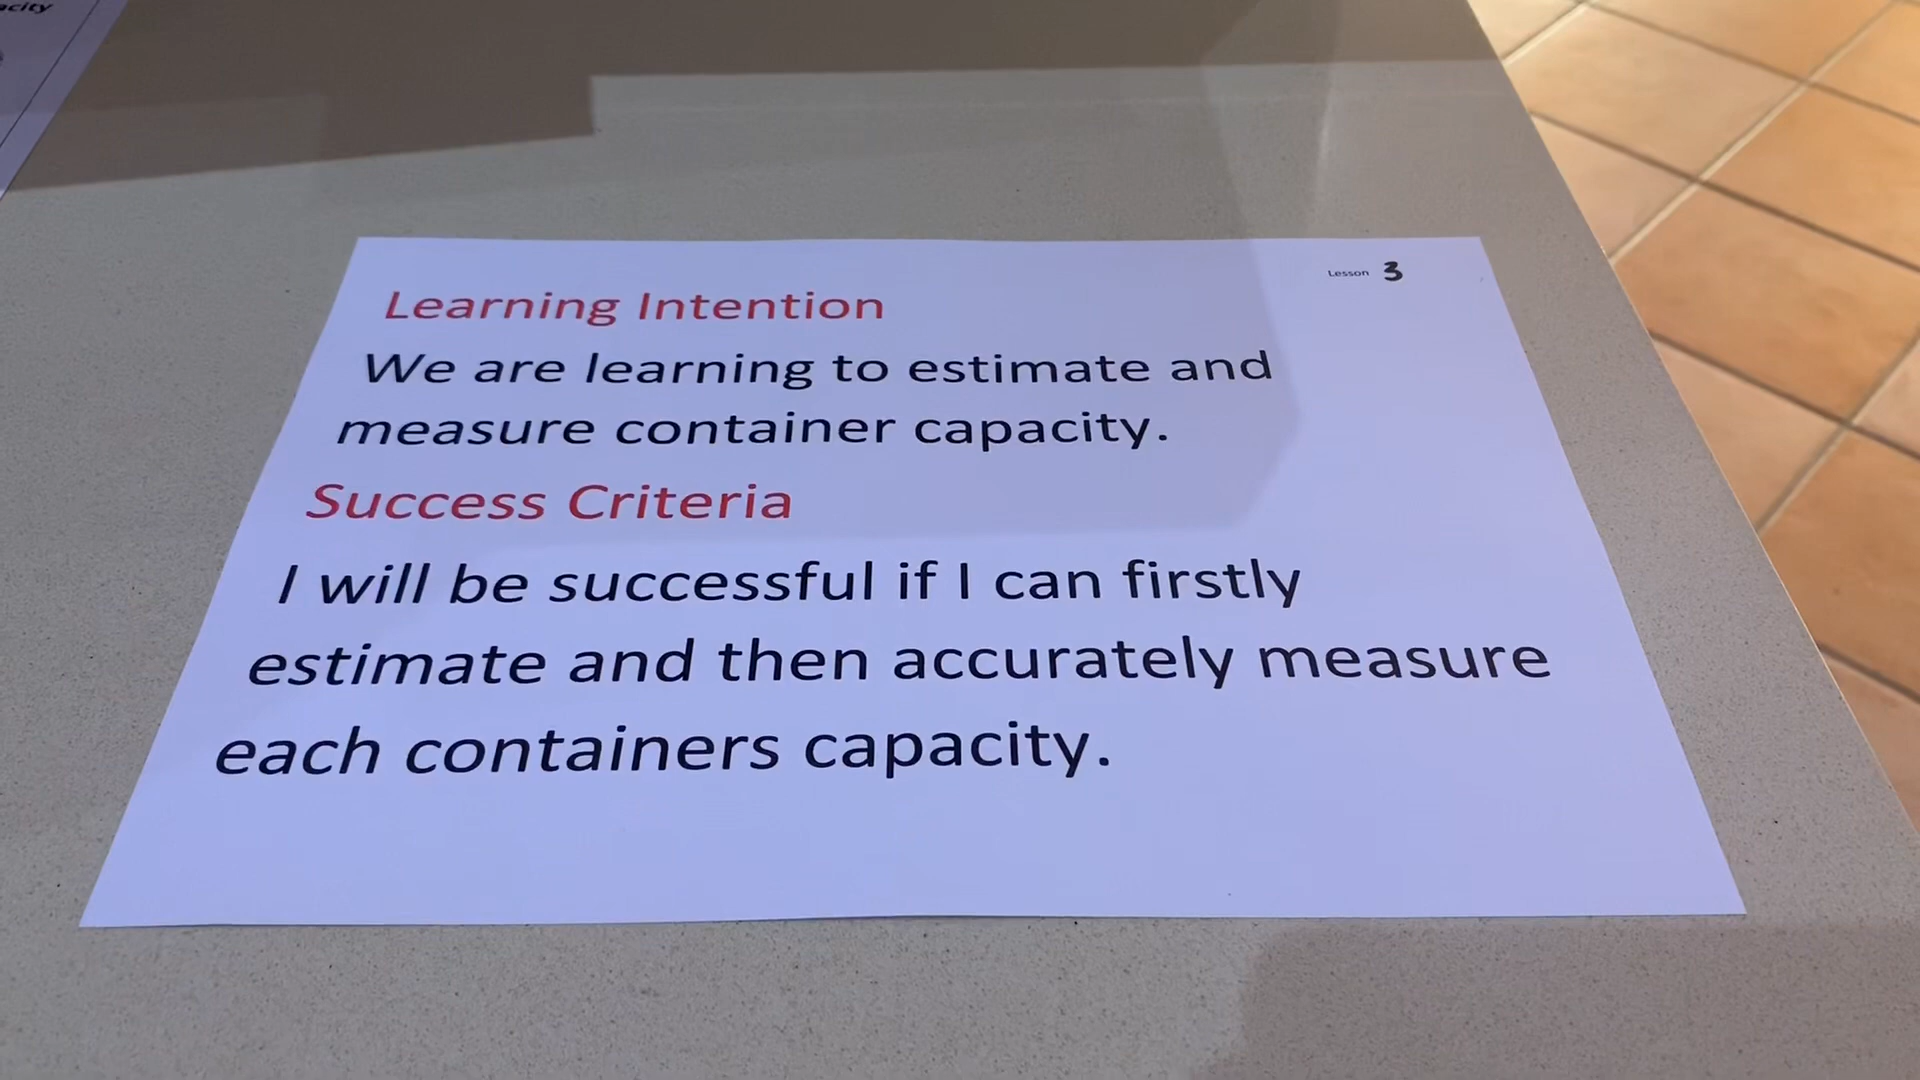 acity
Lesson 3
Learning Intention
We are learning to estimate and
measure container capacity.
Success Criteria
I will be successful if I can firstly
estimate and then accurately measure
each containers capacity.